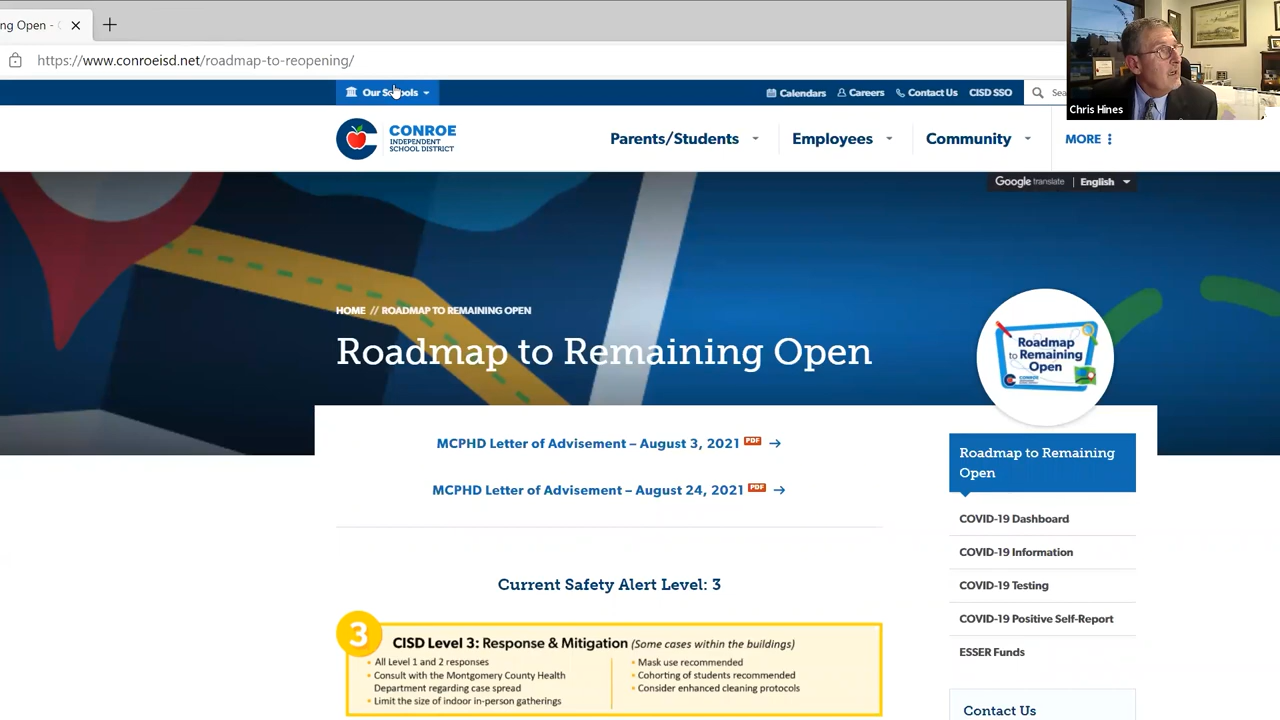 ng Open -
https://www.conroeisd.net/roadmap-to-reopening/
Our Schools
Calendars
Careers
Contact Us
CISD SSO
Sea
Chris Hines
CONROE
INDEPENDENT
SCHOOL DISTRICT
Parents/Students
Employees
Community
MORE
Google translate | English
HOME // ROADMAP TO REMAINING OPEN
Roadmap to Remaining Open
Roadmap
to Remaining
Open
CONROE
MCPHD Letter of Advisement – August 3, 2021 PDF →
MCPHD Letter of Advisement – August 24, 2021 PDF →
Roadmap to Remaining
Open
COVID-19 Dashboard
COVID-19 Information
COVID-19 Testing
COVID-19 Positive Self-Report
ESSER Funds
Contact Us
Current Safety Alert Level: 3
3
CISD Level 3: Response & Mitigation (Some cases within the buildings)
• All Level 1 and 2 responses
• Consult with the Montgomery County Health
Department regarding case spread
• Limit the size of indoor in-person gatherings
• Mask use recommended
• Cohorting of students recommended
• Consider enhanced cleaning protocols